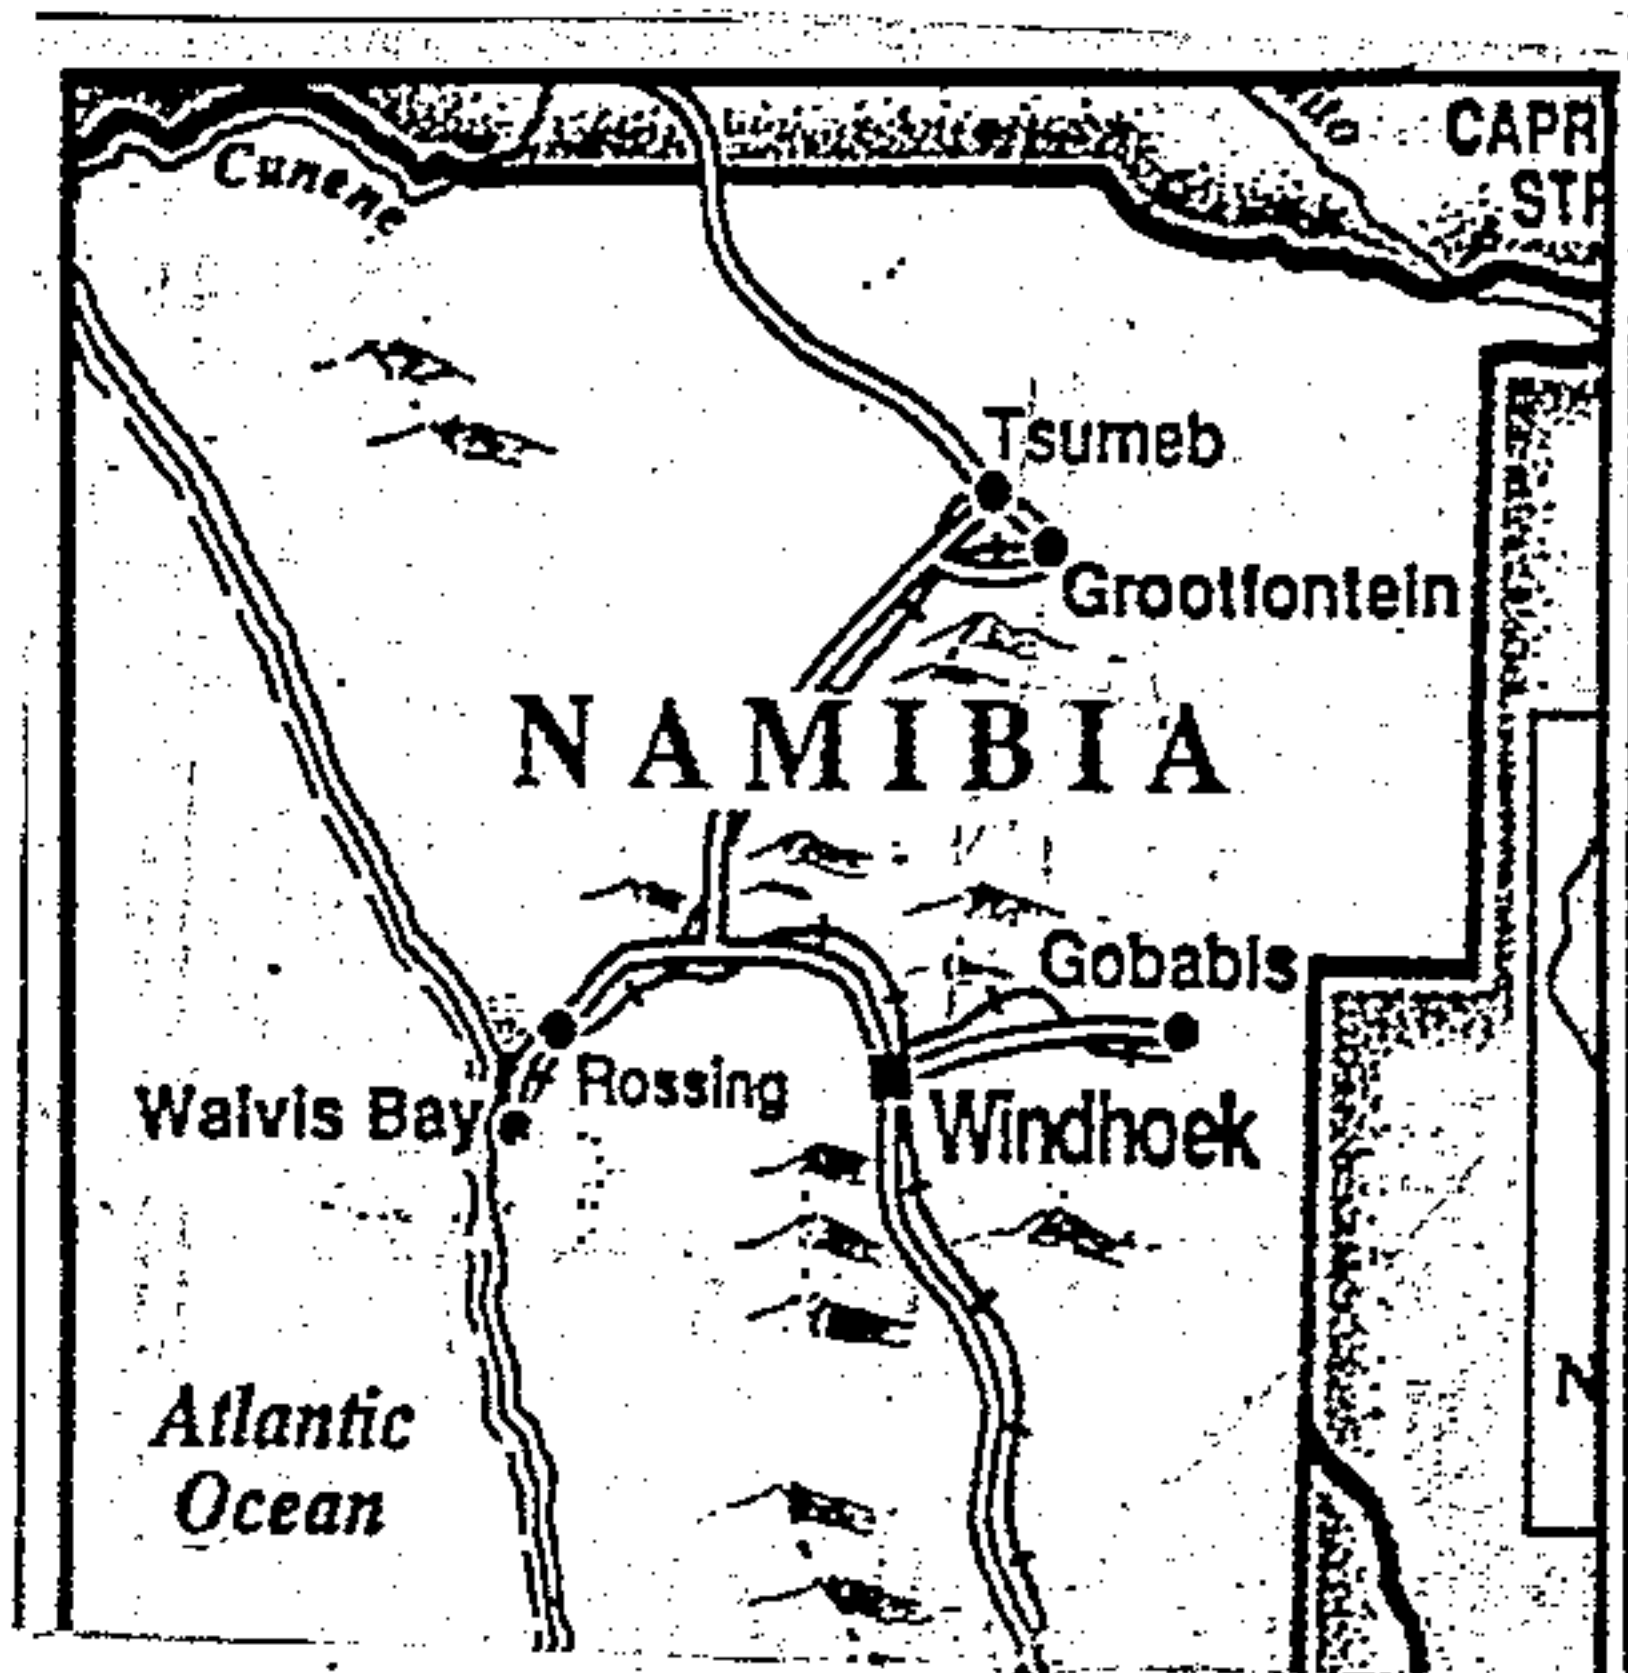 CAPR
STR
Cunene
Tsumeb
Grootfontein
NAMIBIA
Gobabis
Rossing
Walvis Bay
Windhoek
Atlantic
Ocean
N